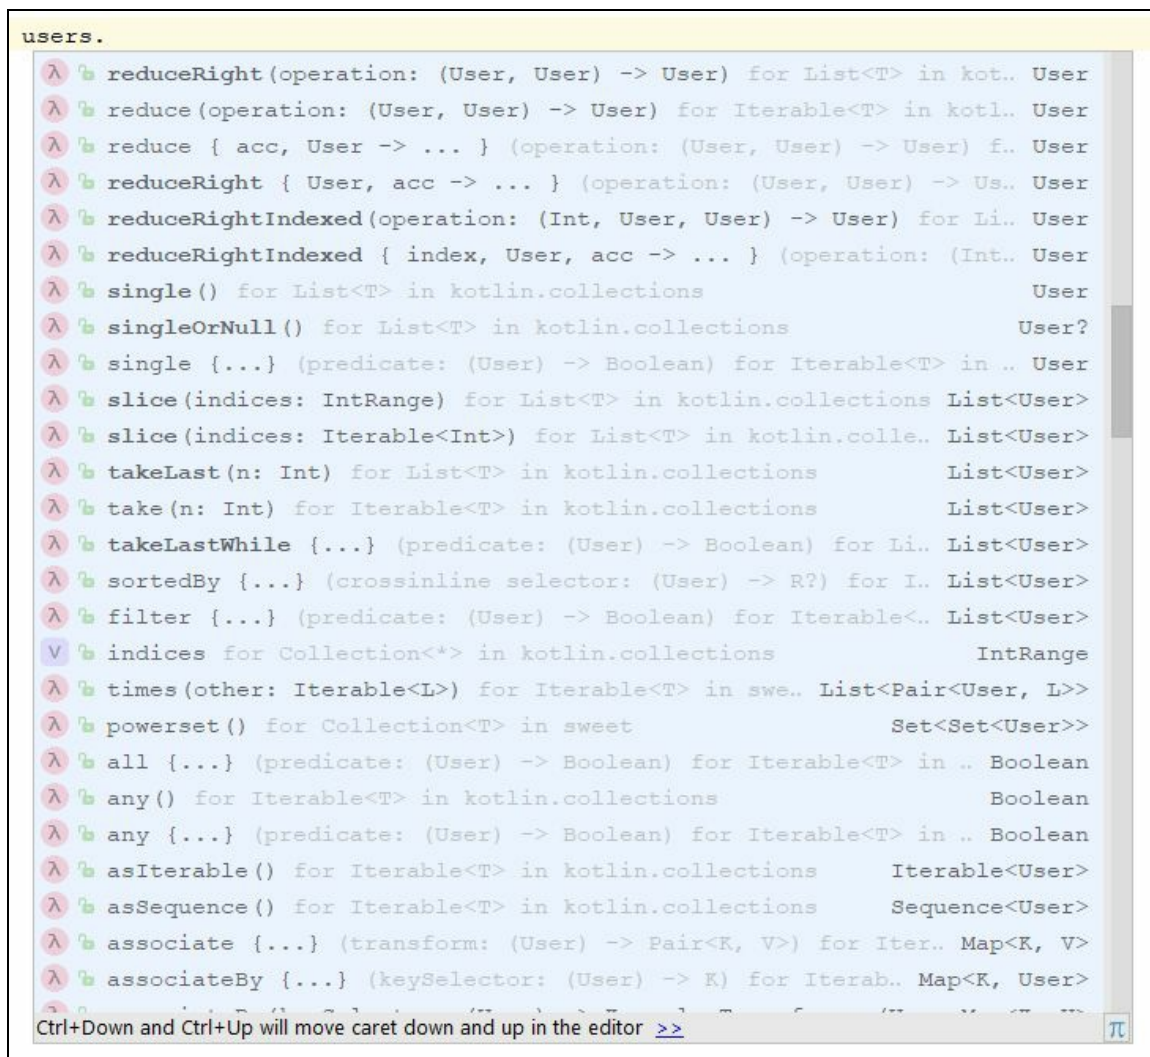 users.
λ reduceRight(operation: (User, User) -> User) for List<T> in kot.. User
λ reduce(operation: (User, User) -> User) for Iterable<T> in kotl.. User
λ reduce { acc, User -> ... } (operation: (User, User) -> User) f.. User
λ reduceRight { User, acc -> ... } (operation: (User, User) -> Us.. User
λ reduceRightIndexed(operation: (Int, User, User) -> User) for Li.. User
λ reduceRightIndexed { index, User, acc -> ... } (operation: (Int.. User
λ single() for List<T> in kotlin.collections User
λ singleOrNull() for List<T> in kotlin.collections User?
λ single {...} (predicate: (User) -> Boolean) for Iterable<T> in .. User
λ slice(indices: IntRange) for List<T> in kotlin.collections List<User>
λ slice(indices: Iterable<Int>) for List<T> in kotlin.colle.. List<User>
λ takeLast(n: Int) for List<T> in kotlin.collections List<User>
λ take(n: Int) for Iterable<T> in kotlin.collections List<User>
λ takeLastWhile {...} (predicate: (User) -> Boolean) for Li.. List<User>
λ sortedBy {...} (crossinline selector: (User) -> R?) for I.. List<User>
λ filter {...} (predicate: (User) -> Boolean) for Iterable<.. List<User>
V indices for Collection<*> in kotlin.collections IntRange
λ times(other: Iterable<L>) for Iterable<T> in swe.. List<Pair<User, L>>
λ powerset() for Collection<T> in sweet Set<Set<User>>
λ all {...} (predicate: (User) -> Boolean) for Iterable<T> in .. Boolean
λ any() for Iterable<T> in kotlin.collections Boolean
λ any {...} (predicate: (User) -> Boolean) for Iterable<T> in .. Boolean
λ asIterable() for Iterable<T> in kotlin.collections Iterable<User>
λ asSequence() for Iterable<T> in kotlin.collections Sequence<User>
λ associate {...} (transform: (User) -> Pair<K, V>) for Iter.. Map<K, V>
λ associateBy {...} (keySelector: (User) -> K) for Iterab.. Map<K, User>
Ctrl+Down and Ctrl+Up will move caret down and up in the editor >> π